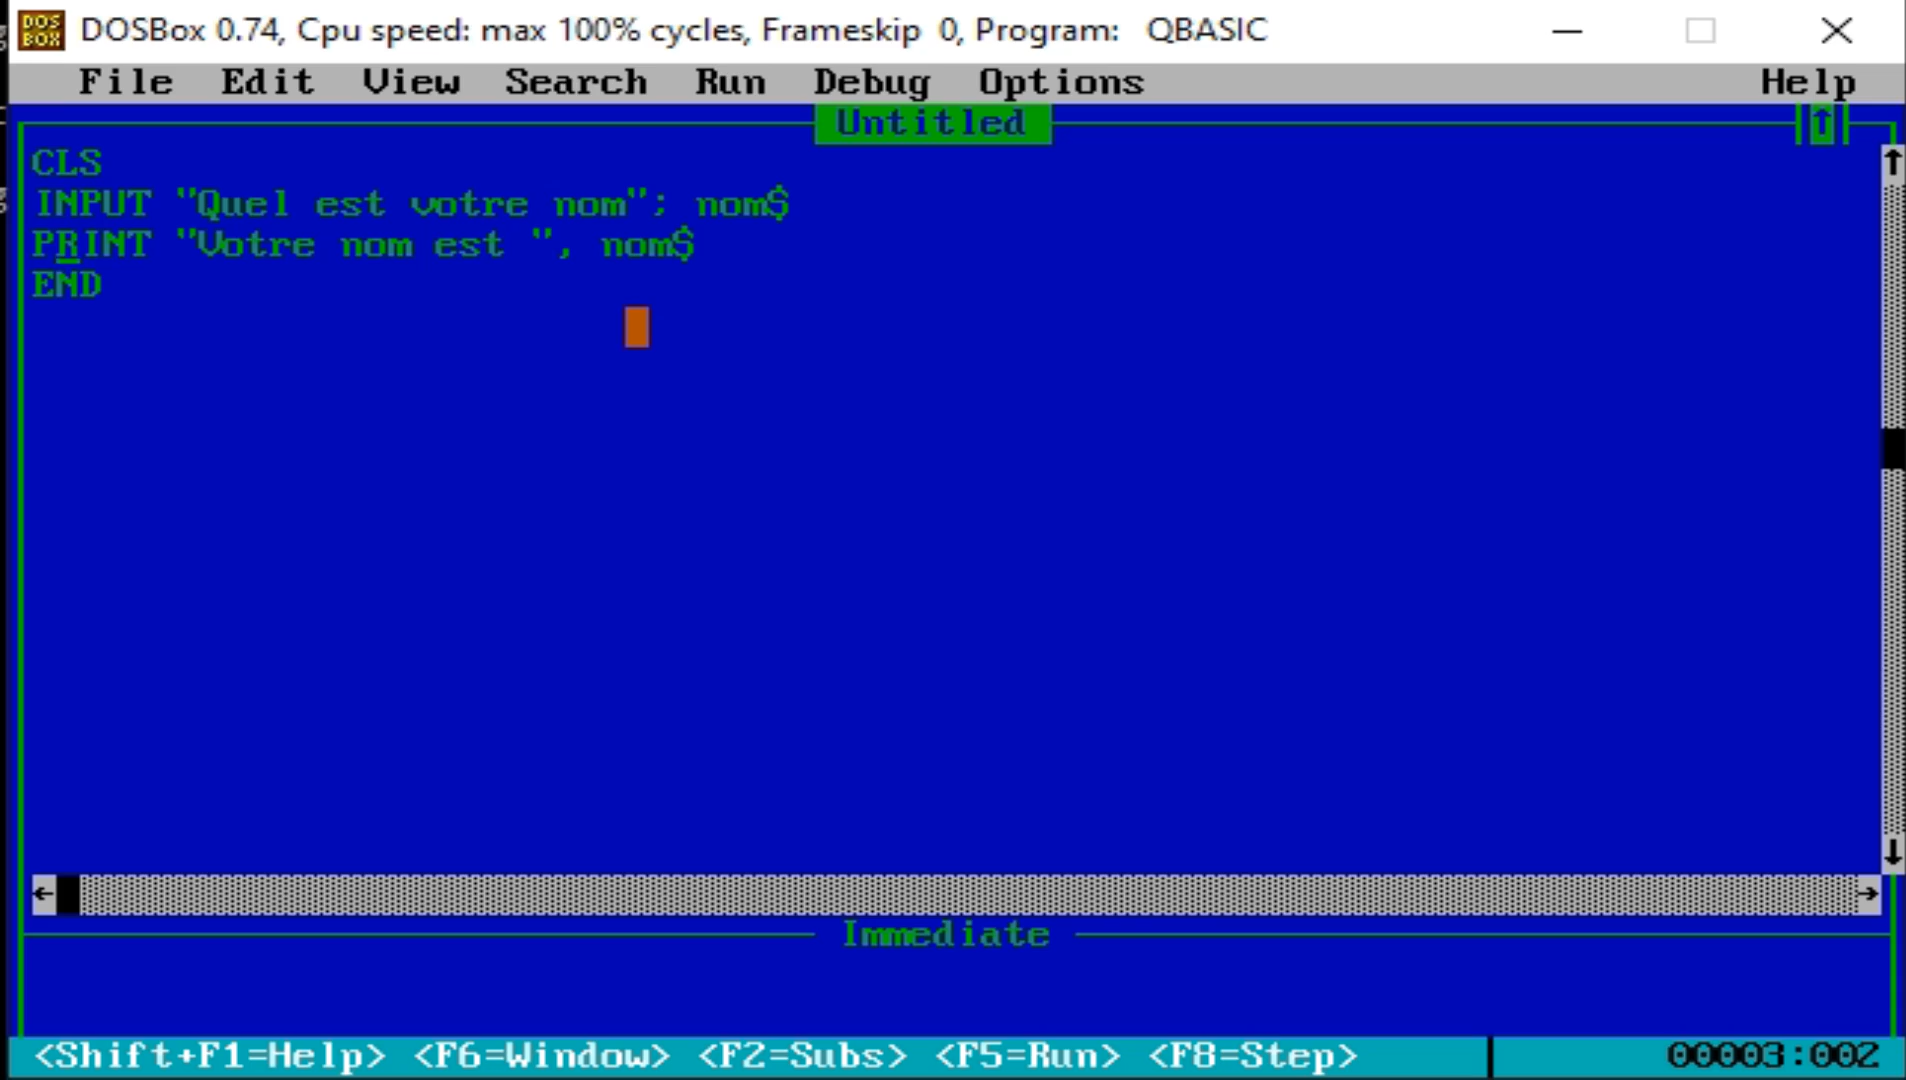 DOS
BOX
DOSBox 0.74, Cpu speed: max 100% cycles, Frameskip 0, Program: QBASIC
File Edit View Search Run Debug Options Help
Untitled ↑
CLS
INPUT "Quel est votre nom"; nom$
PRINT "Votre nom est ", nom$
END
Immediate
<Shift+F1=Help> <F6=Window> <F2=Subs> <F5=Run> <F8=Step> 00003:002